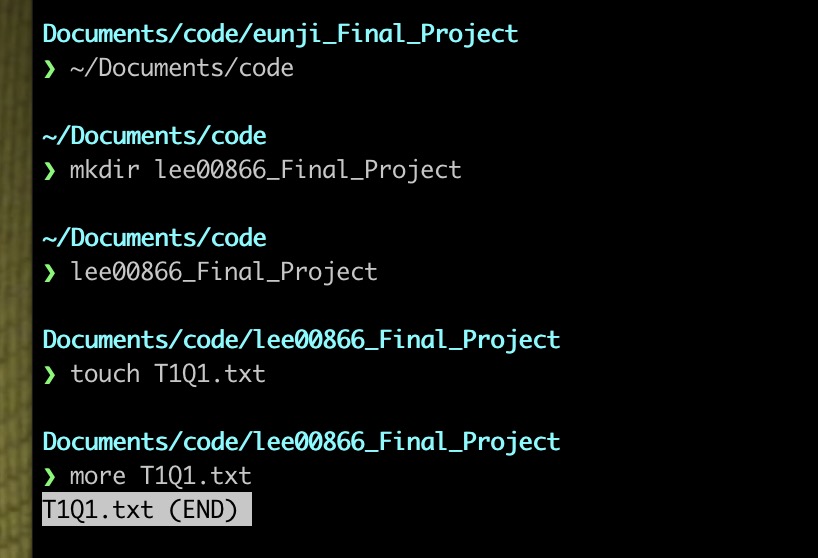 Documents/code/eunji_Final_Project
❯ ~/Documents/code
~/Documents/code
❯ mkdir lee00866_Final_Project
~/Documents/code
❯ lee00866_Final_Project
Documents/code/lee00866_Final_Project
❯ touch T1Q1.txt
Documents/code/lee00866_Final_Project
❯ more T1Q1.txt
T1Q1.txt (END)